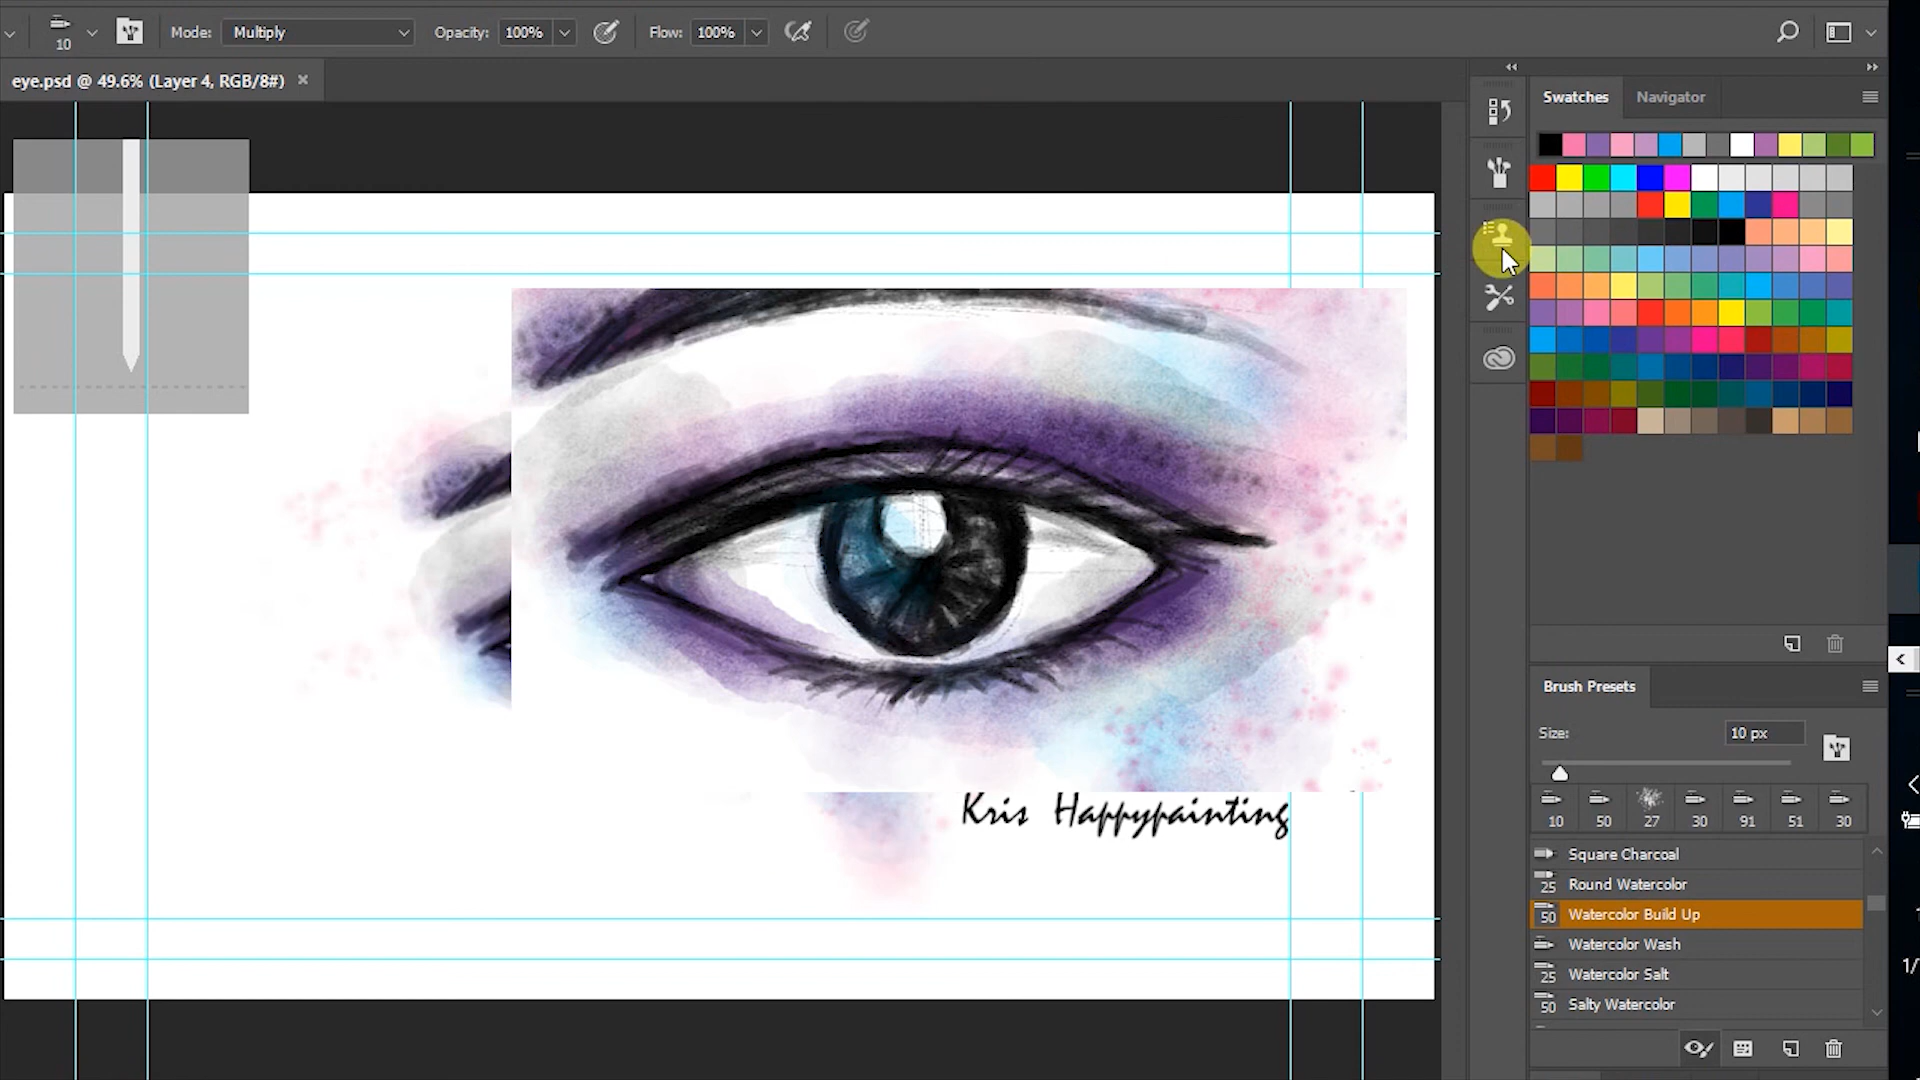 10
Mode: Multiply Opacity: 100% Flow: 100%
eye.psd @ 49.6% (Layer 4, RGB/8#) ×
Swatches Navigator
Kris Happypainting
Brush Presets
Size: 10 px
10 50 27 30 91 51 30
Square Charcoal
25 Round Watercolor
50 Watercolor Build Up
Watercolor Wash
25 Watercolor Salt
50 Salty Watercolor
1/